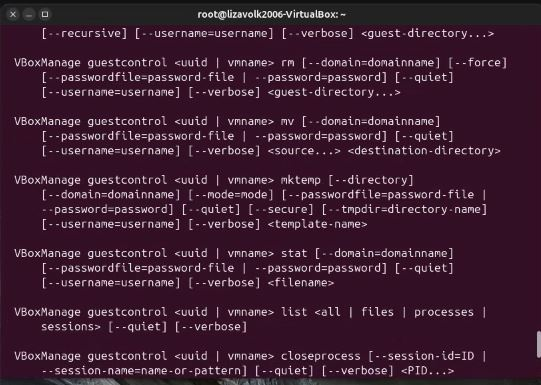 root@lizavolk2006-VirtualBox: ~
[--recursive] [--username=username] [--verbose] <guest-directory...>
VBoxManage guestcontrol <uuid | vmname> rm [--domain=domainname] [--force]
[--passwordfile=password-file | --password=password] [--quiet]
[--username=username] [--verbose] <guest-directory...>
VBoxManage guestcontrol <uuid | vmname> mv [--domain=domainname]
[--passwordfile=password-file | --password=password] [--quiet]
[--username=username] [--verbose] <source...> <destination-directory>
VBoxManage guestcontrol <uuid | vmname> mktemp [--directory]
[--domain=domainname] [--mode=mode] [--passwordfile=password-file |
--password=password] [--quiet] [--secure] [--tmpdir=directory-name]
[--username=username] [--verbose] <template-name>
VBoxManage guestcontrol <uuid | vmname> stat [--domain=domainname]
[--passwordfile=password-file | --password=password] [--quiet]
[--username=username] [--verbose] <filename>
VBoxManage guestcontrol <uuid | vmname> list <all | files | processes |
sessions> [--quiet] [--verbose]
VBoxManage guestcontrol <uuid | vmname> closeprocess [--session-id=ID |
--session-name=name-or-pattern] [--quiet] [--verbose] <PID...>